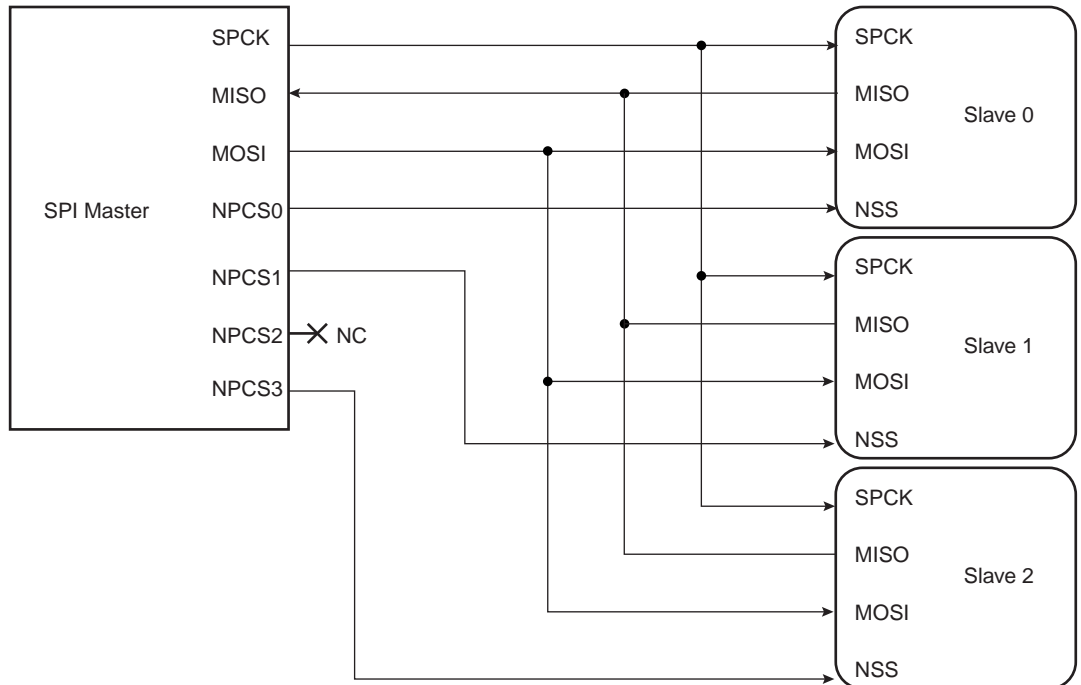 SPI Master
SPCK
MISO
MOSI
NPCS0
NPCS1
NPCS2
NC
NPCS3
SPCK
MISO
Slave 0
MOSI
NSS
SPCK
MISO
Slave 1
MOSI
NSS
SPCK
MISO
Slave 2
MOSI
NSS